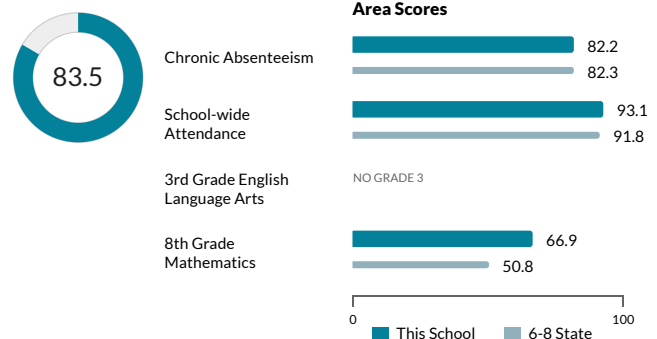 Area Scores
83.5
Chronic Absenteeism
82.2
82.3
School-wide
Attendance
93.1
91.8
3rd Grade English
Language Arts
NO GRADE 3
8th Grade
Mathematics
66.9
50.8
0 100
This School 6-8 State